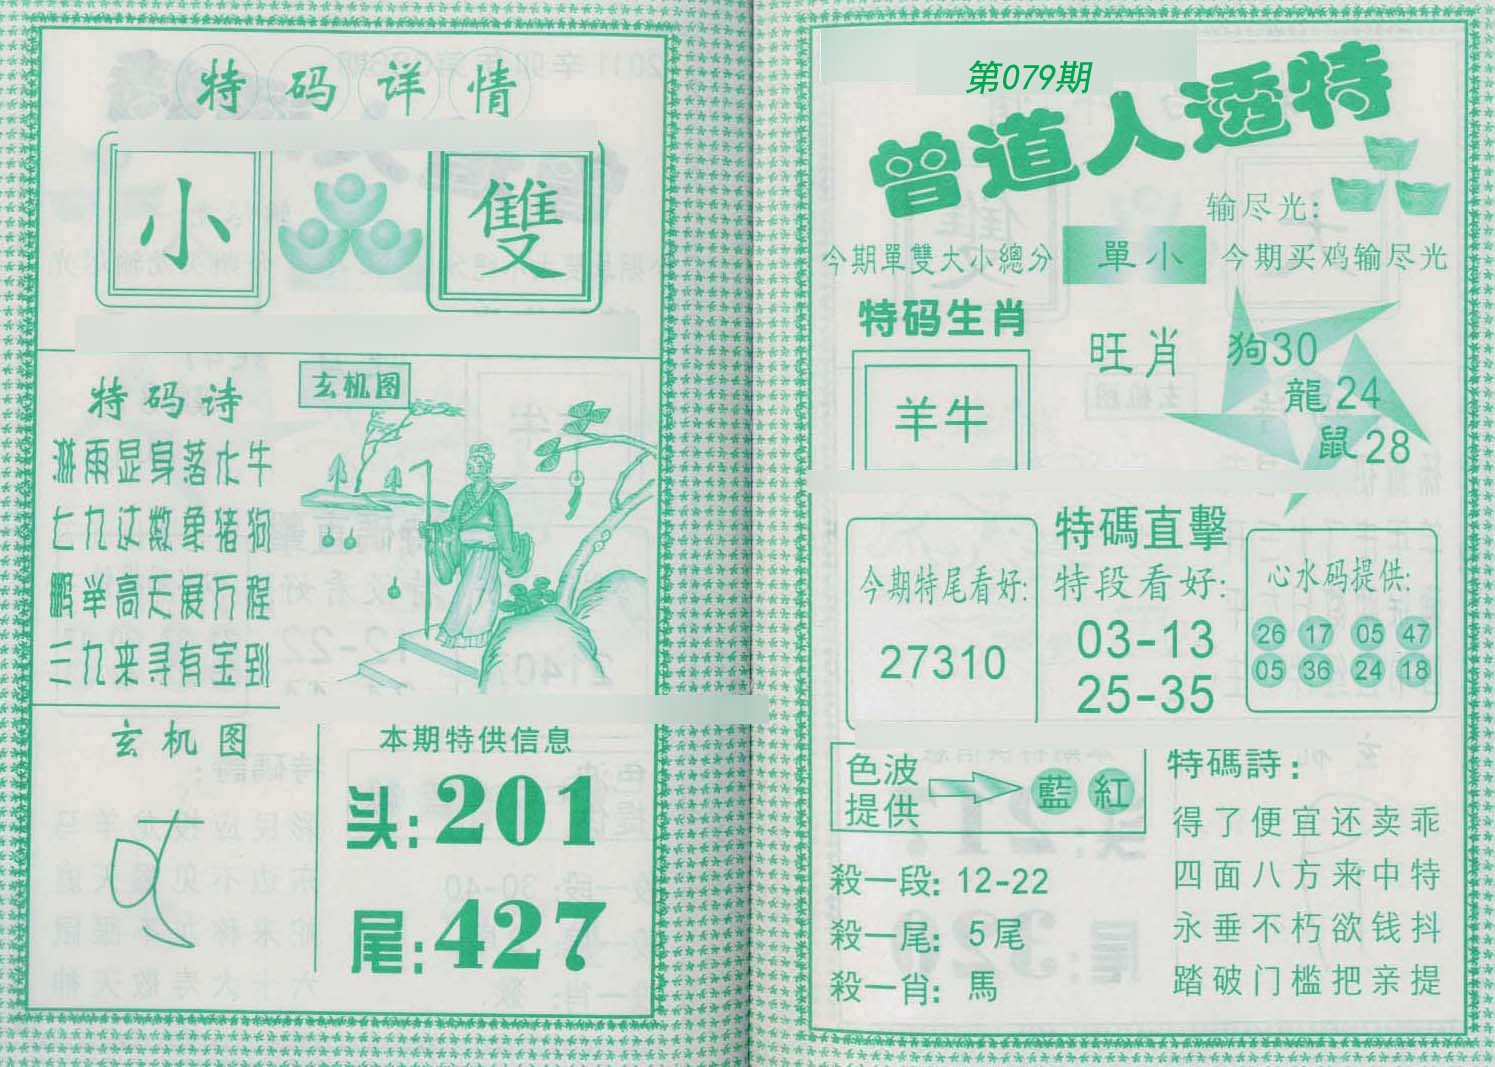 特码详情
小 雙
特码诗
淋雨显身落水牛
七九过数象猪狗
鹏举高天展万程
三九来寻有宝到
玄机图
玄机图
本期特供信息
头:201
尾:427
第079期
曾道人透特
输尽光:
今期單雙大小總分 單小 今期买鸡输尽光
特码生肖
羊牛
旺肖
狗30
龍24
鼠28
今期特尾看好:
27310
特碼直擊
特段看好:
03-13
25-35
心水码提供:
26 17 05 47
05 36 24 18
色波
提供
藍 紅
殺一段: 12-22
殺一尾: 5尾
殺一肖: 馬
特碼詩:
得了便宜还卖乖
四面八方来中特
永垂不朽欲钱抖
踏破门槛把亲提